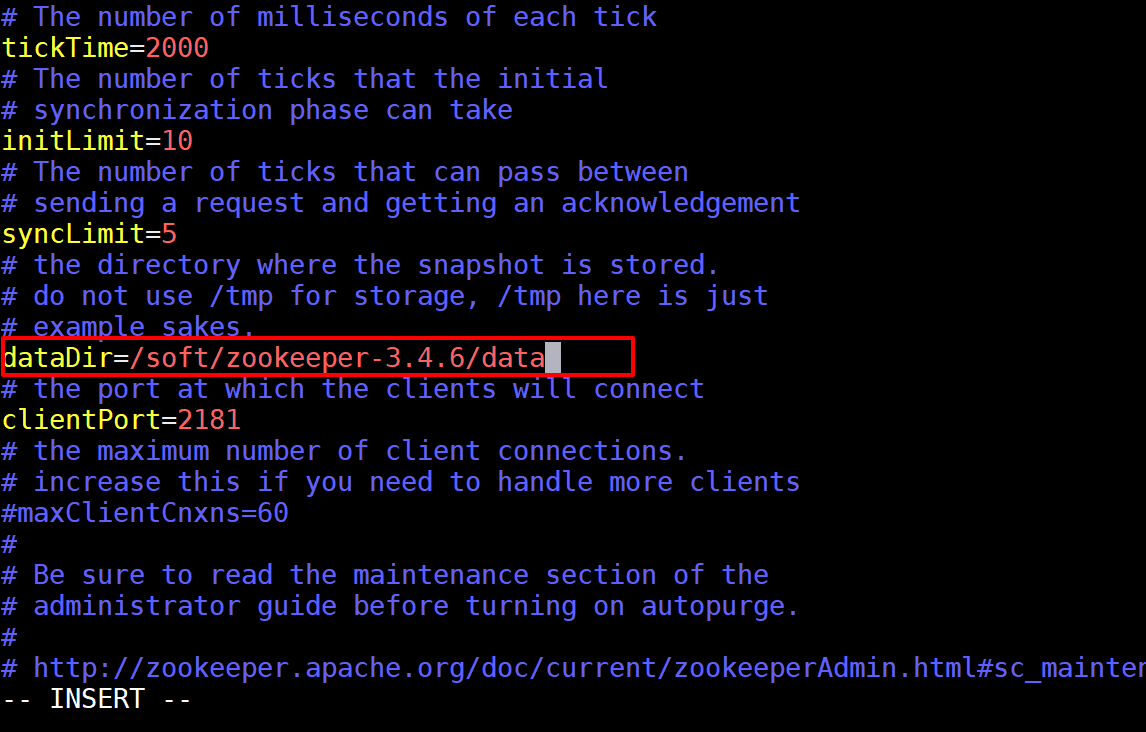 # The number of milliseconds of each tick
tickTime=2000
# The number of ticks that the initial
# synchronization phase can take
initLimit=10
# The number of ticks that can pass between
# sending a request and getting an acknowledgement
syncLimit=5
# the directory where the snapshot is stored.
# do not use /tmp for storage, /tmp here is just
# example sakes.
dataDir=/soft/zookeeper-3.4.6/data
# the port at which the clients will connect
clientPort=2181
# the maximum number of client connections.
# increase this if you need to handle more clients
#maxClientCnxns=60
#
# Be sure to read the maintenance section of the
# administrator guide before turning on autopurge.
#
# http://zookeeper.apache.org/doc/current/zookeeperAdmin.html#sc_mainten
-- INSERT --